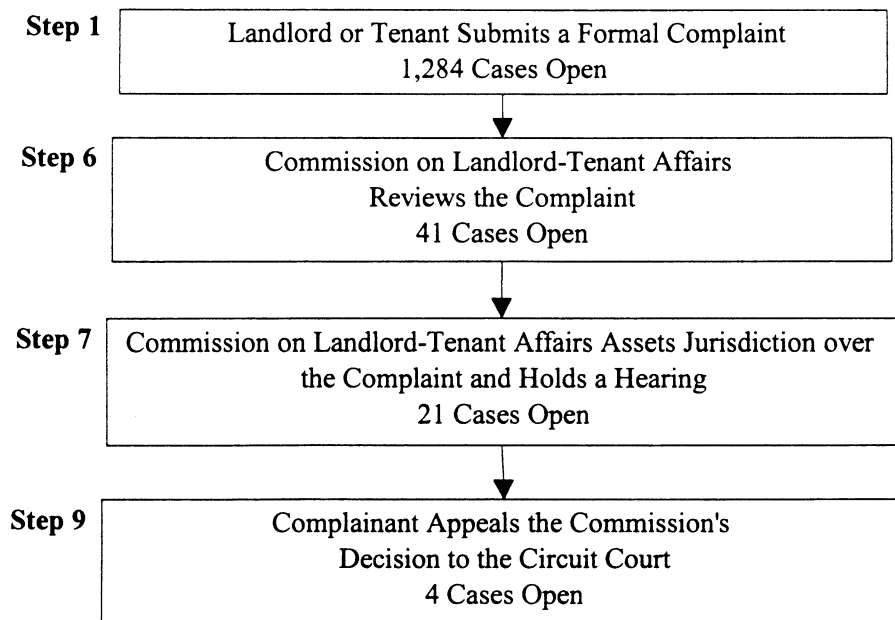 Step 1
Landlord or Tenant Submits a Formal Complaint
1,284 Cases Open
Step 6
Commission on Landlord-Tenant Affairs
Reviews the Complaint
41 Cases Open
Step 7
Commission on Landlord-Tenant Affairs Assets Jurisdiction over
the Complaint and Holds a Hearing
21 Cases Open
Step 9
Complainant Appeals the Commission's
Decision to the Circuit Court
4 Cases Open